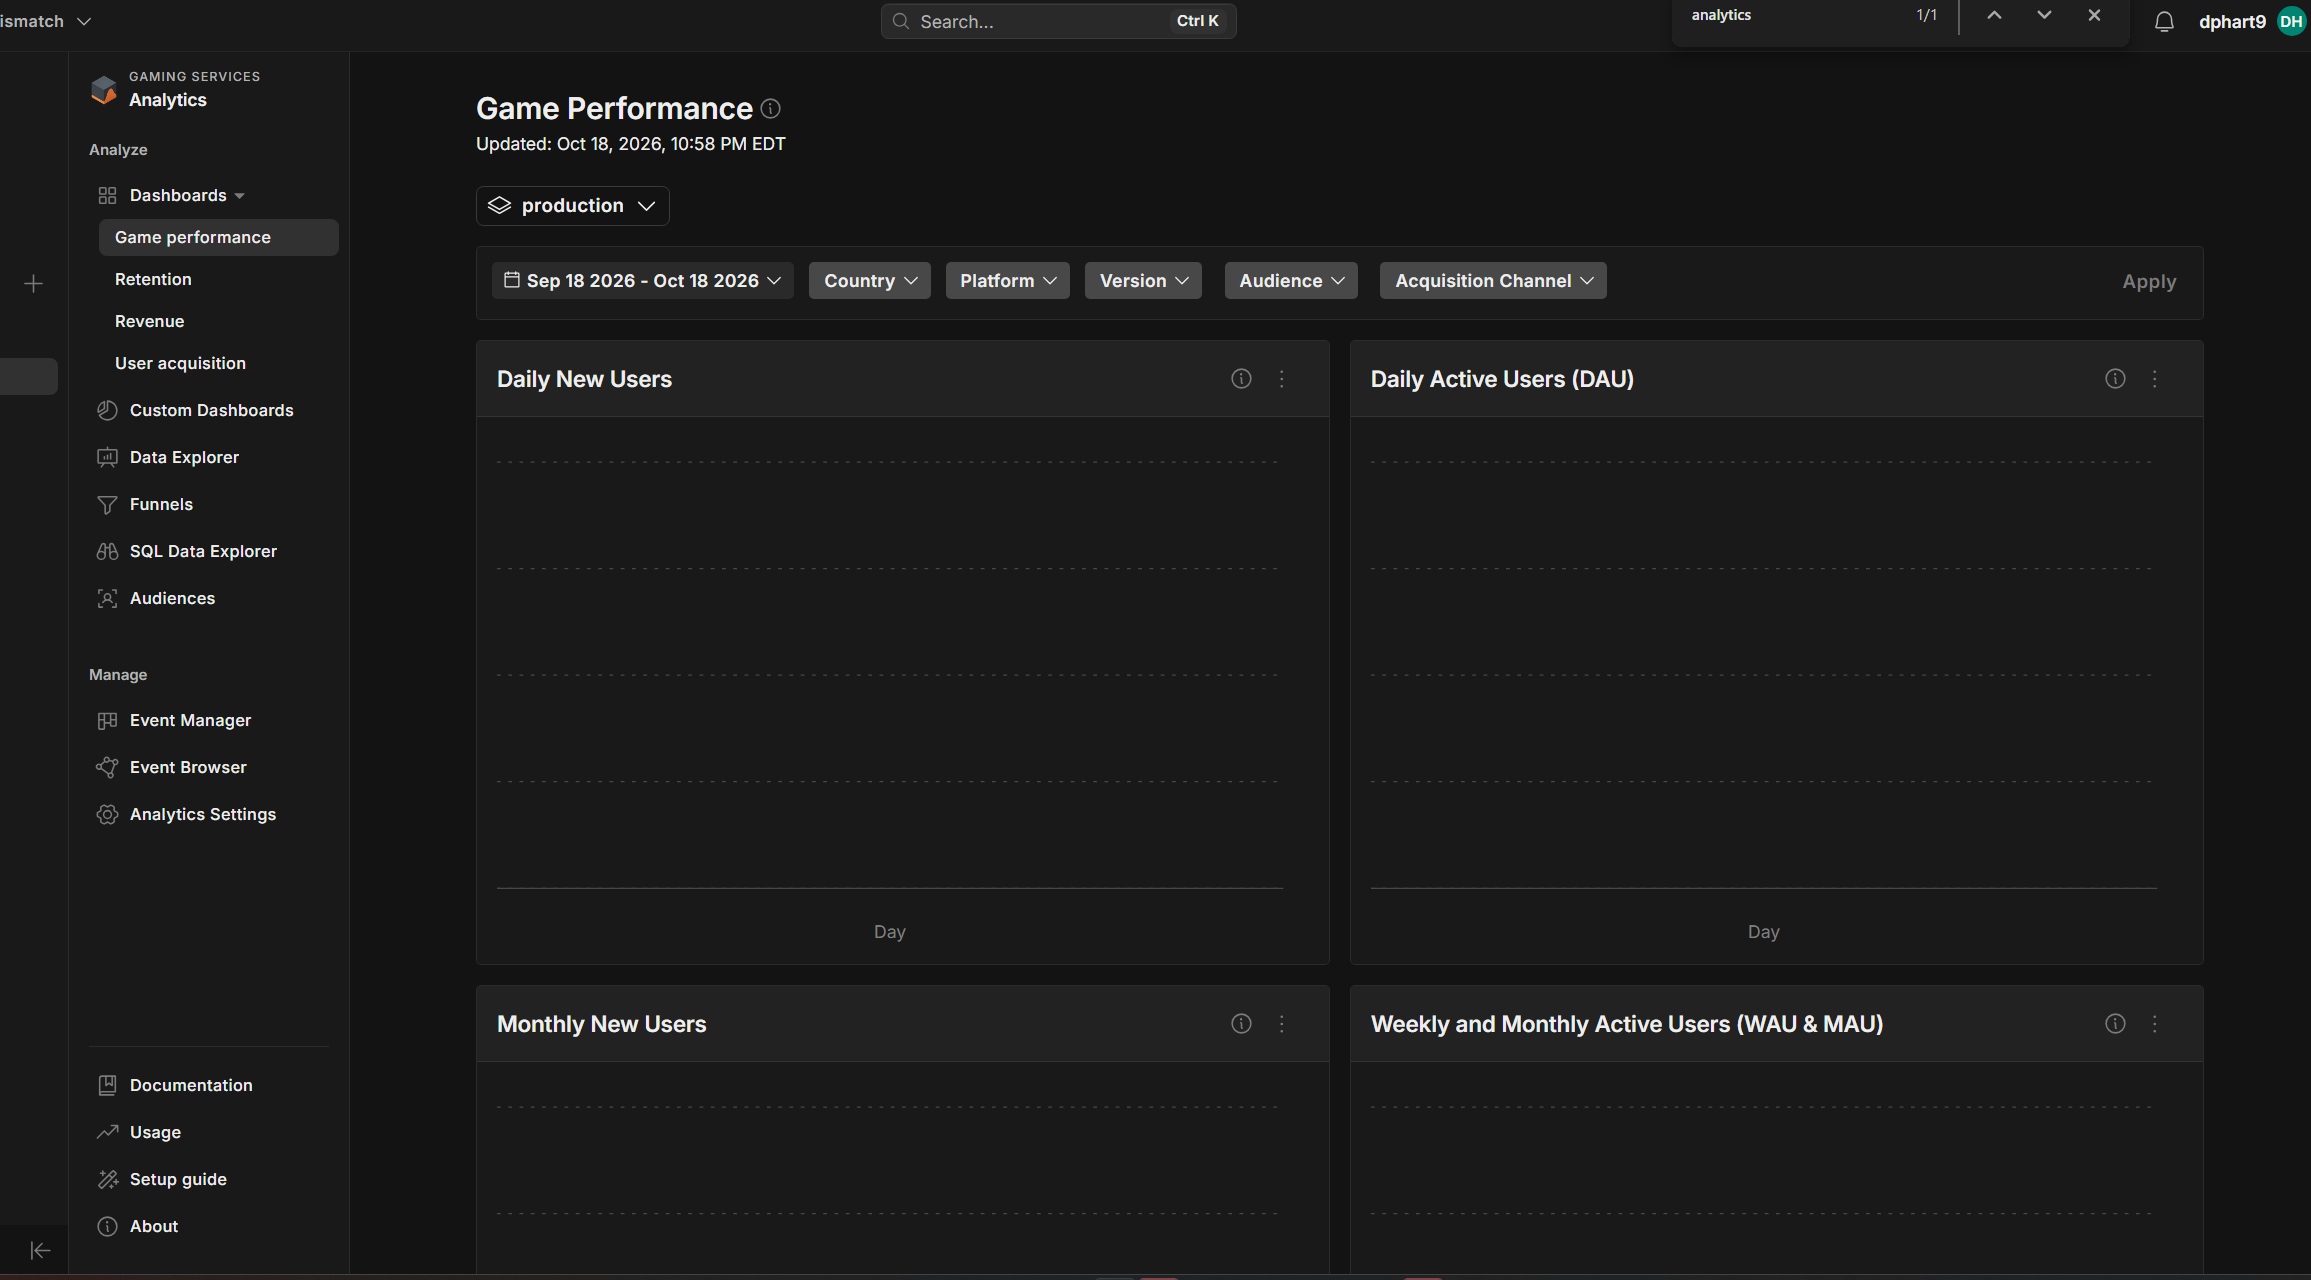 ismatch
Search...
Ctrl K
analytics
1/1
dphart9
DH
GAMING SERVICES
Analytics
Analyze
Dashboards
Game performance
Retention
Revenue
User acquisition
Custom Dashboards
Data Explorer
Funnels
SQL Data Explorer
Audiences
Manage
Event Manager
Event Browser
Analytics Settings
Documentation
Usage
Setup guide
About
Game Performance
Updated: Oct 18, 2026, 10:58 PM EDT
production
Sep 18 2026 - Oct 18 2026
Country
Platform
Version
Audience
Acquisition Channel
Apply
Daily New Users
Day
Daily Active Users (DAU)
Day
Monthly New Users
Weekly and Monthly Active Users (WAU & MAU)